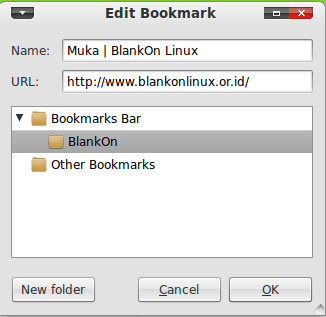 Edit Bookmark
Name: Muka | BlankOn Linux
URL: http://www.blankonlinux.or.id/
Bookmarks Bar
BlankOn
Other Bookmarks
New folder Cancel OK